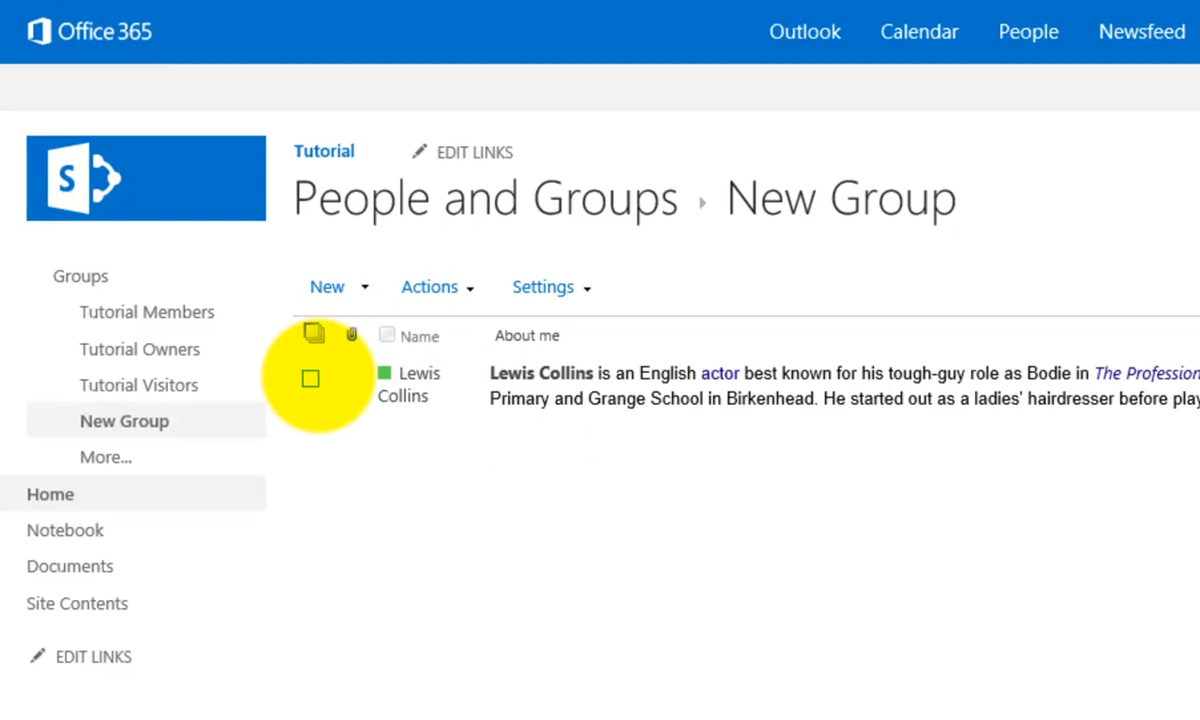 Office 365 Outlook Calendar People Newsfeed
S
Tutorial EDIT LINKS
People and Groups New Group
Groups
Tutorial Members
Tutorial Owners
Tutorial Visitors
New Group
More...
Home
Notebook
Documents
Site Contents
EDIT LINKS
New Actions Settings
Name About me
Lewis
Collins
Lewis Collins is an English actor best known for his tough-guy role as Bodie in The Profession
Primary and Grange School in Birkenhead. He started out as a ladies' hairdresser before play